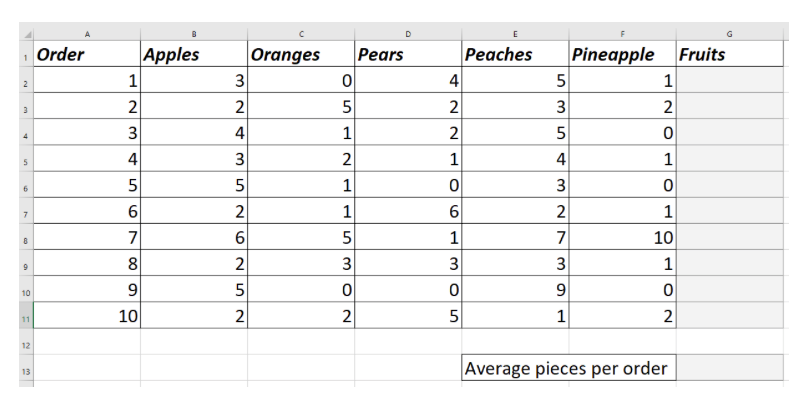 A B C D E F G
1 Order Apples Oranges Pears Peaches Pineapple Fruits
2 1 3 0 4 5 1
3 2 2 5 2 3 2
4 3 4 1 2 5 0
5 4 3 2 1 4 1
6 5 5 1 0 3 0
7 6 2 1 6 2 1
8 7 6 5 1 7 10
9 8 2 3 3 3 1
10 9 5 0 0 9 0
11 10 2 2 5 1 2
12
13 Average pieces per order